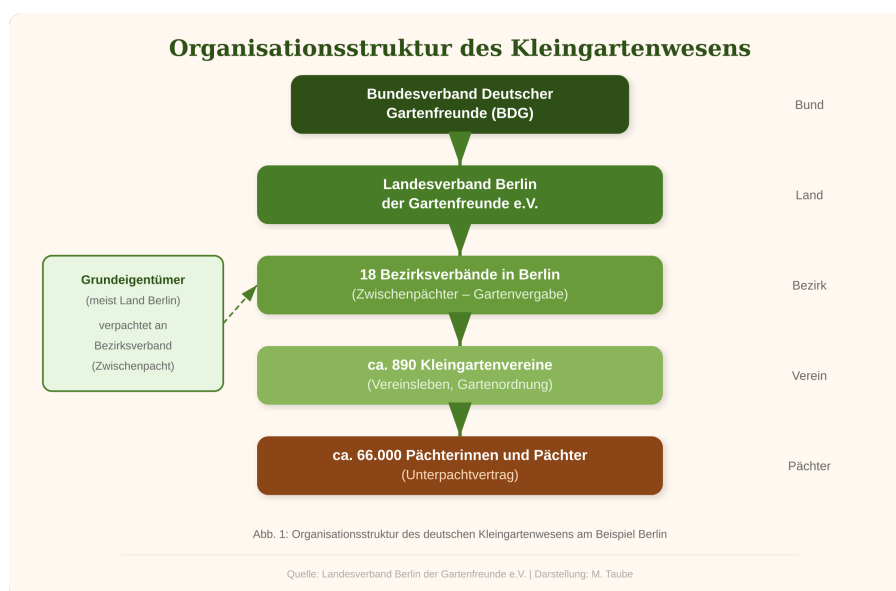 Organisationsstruktur des Kleingartenwesens
Bundesverband Deutscher
Gartenfreunde (BDG)
Bund
Landesverband Berlin
der Gartenfreunde e.V.
Land
Grundeigentümer
(meist Land Berlin)
verpachtet an
Bezirksverband
(Zwischenpacht)
18 Bezirksverbände in Berlin
(Zwischenpächter – Gartenvergabe)
Bezirk
ca. 890 Kleingartenvereine
(Vereinsleben, Gartenordnung)
Verein
ca. 66.000 Pächterinnen und Pächter
(Unterpachtvertrag)
Pächter
Abb. 1: Organisationsstruktur des deutschen Kleingartenwesens am Beispiel Berlin
Quelle: Landesverband Berlin der Gartenfreunde e.V. | Darstellung: M. Taube